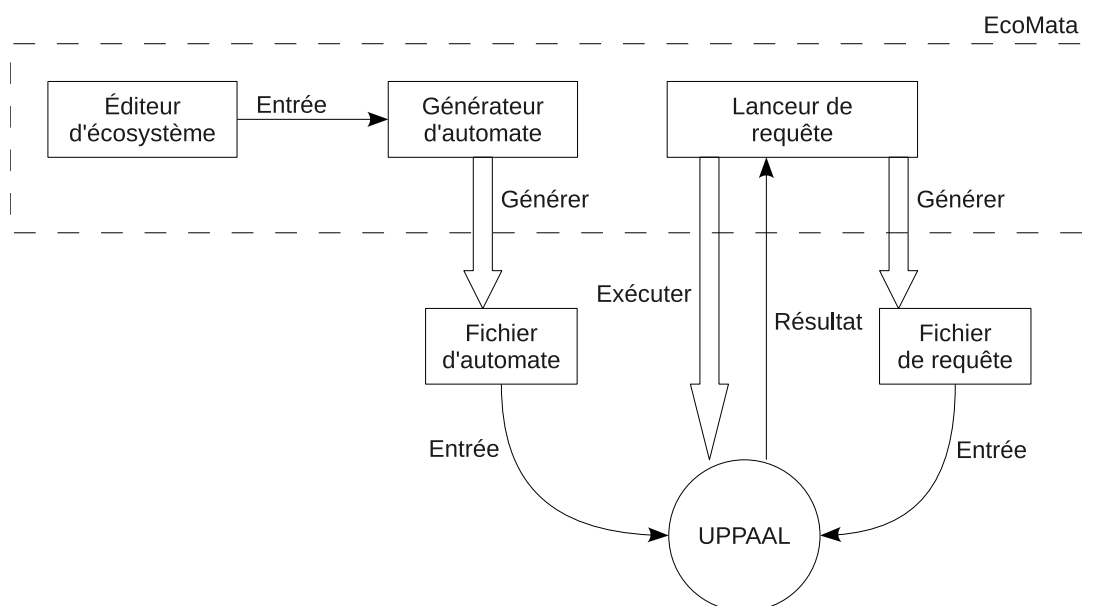 EcoMata
Éditeur
d'écosystème
Entrée
Générateur
d'automate
Lanceur de
requête
Générer
Générer
Exécuter
Résultat
Fichier
d'automate
Fichier
de requête
Entrée
Entrée
UPPAAL